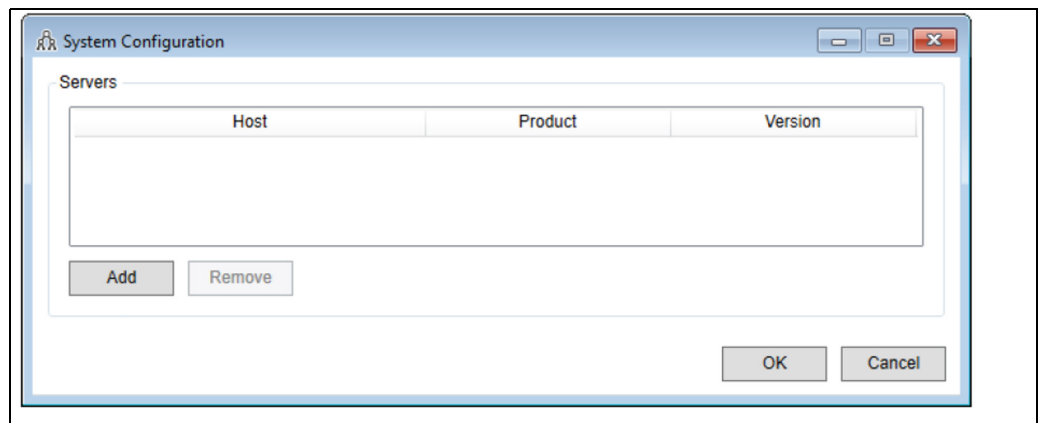 System Configuration
Servers
Host Product Version
Add Remove
OK Cancel